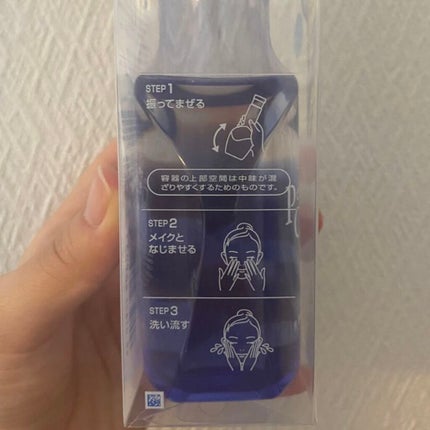 STEP 1
振ってまぜる
容器の上部空間は中味が混
ざりやすくするためのものです。
STEP 2
メイクと
なじませる
STEP 3
洗い流す